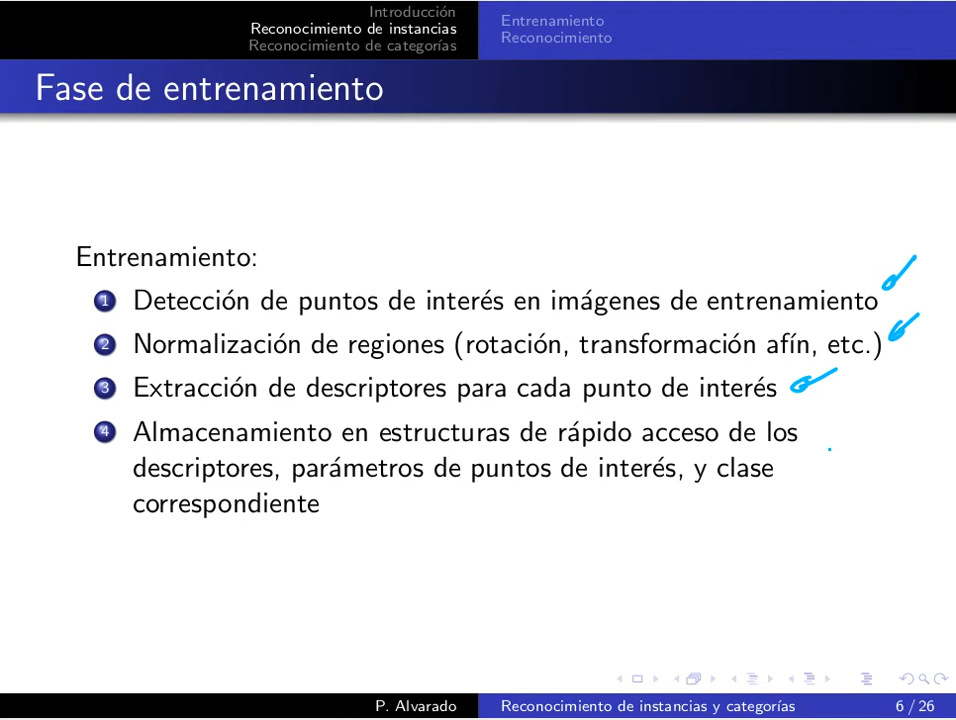 Introducción
Reconocimiento de instancias
Reconocimiento de categorías
Entrenamiento
Reconocimiento
Fase de entrenamiento
Entrenamiento:
1 Detección de puntos de interés en imágenes de entrenamiento
2 Normalización de regiones (rotación, transformación afín, etc.)
3 Extracción de descriptores para cada punto de interés
4 Almacenamiento en estructuras de rápido acceso de los
descriptores, parámetros de puntos de interés, y clase
correspondiente
P. Alvarado
Reconocimiento de instancias y categorías
6 / 26